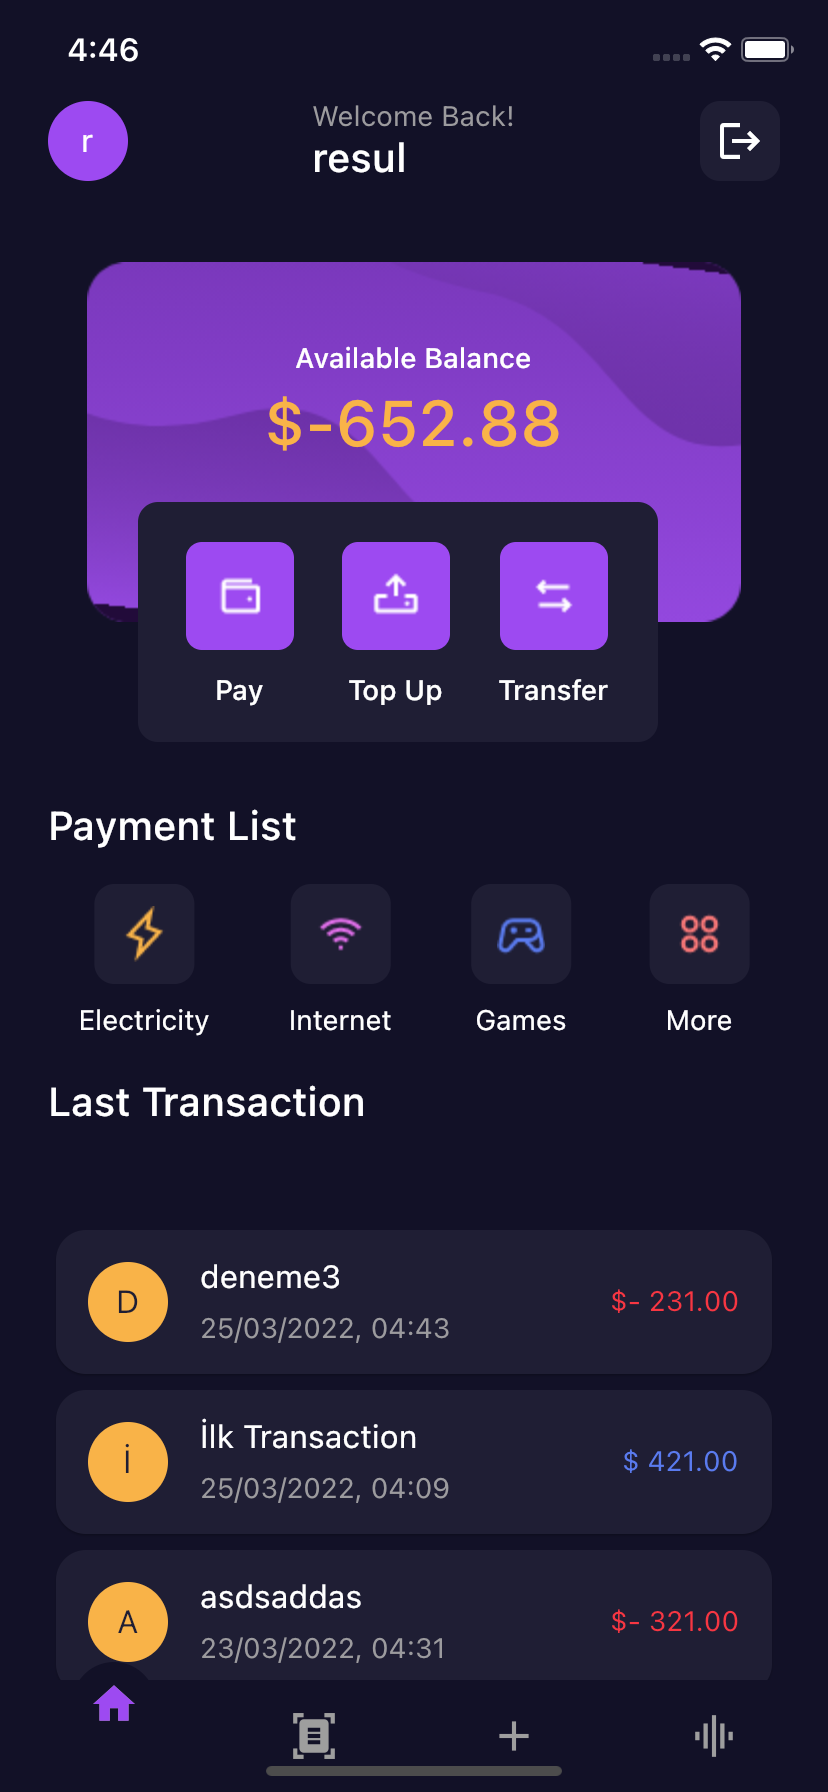 4:46
r
Welcome Back!
resul
Available Balance
$-652.88
Pay
Top Up
Transfer
Payment List
Electricity
Internet
Games
More
Last Transaction
D
deneme3
25/03/2022, 04:43
$- 231.00
İ
İlk Transaction
25/03/2022, 04:09
$ 421.00
A
asdsaddas
23/03/2022, 04:31
$- 321.00